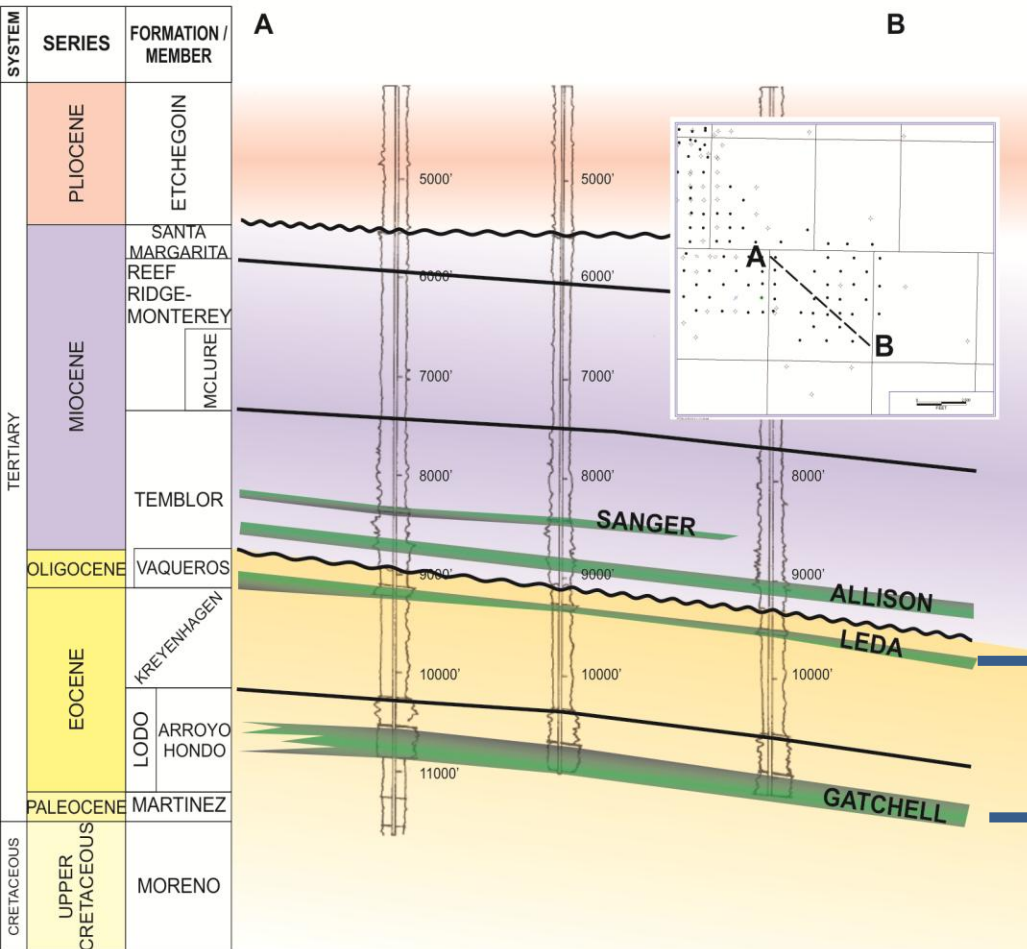 SYSTEM
SERIES
FORMATION /
MEMBER
TERTIARY
CRETACEOUS
PLIOCENE
MIOCENE
OLIGOCENE
EOCENE
PALEOCENE
UPPER
CRETACEOUS
ETCHEGOIN
SANTA
MARGARITA
REEF
RIDGE-
MONTEREY
MCLURE
TEMBLOR
VAQUEROS
KREYENHAGEN
LODO
ARROYO
HONDO
MARTINEZ
MORENO
A
B
5000’
5000’
6000’
6000’
7000’
7000’
8000’
8000’
8000’
9000’
9000’
9000’
10000’
10000’
10000’
11000’
SANGER
ALLISON
LEDA
GATCHELL
A
B
FEET